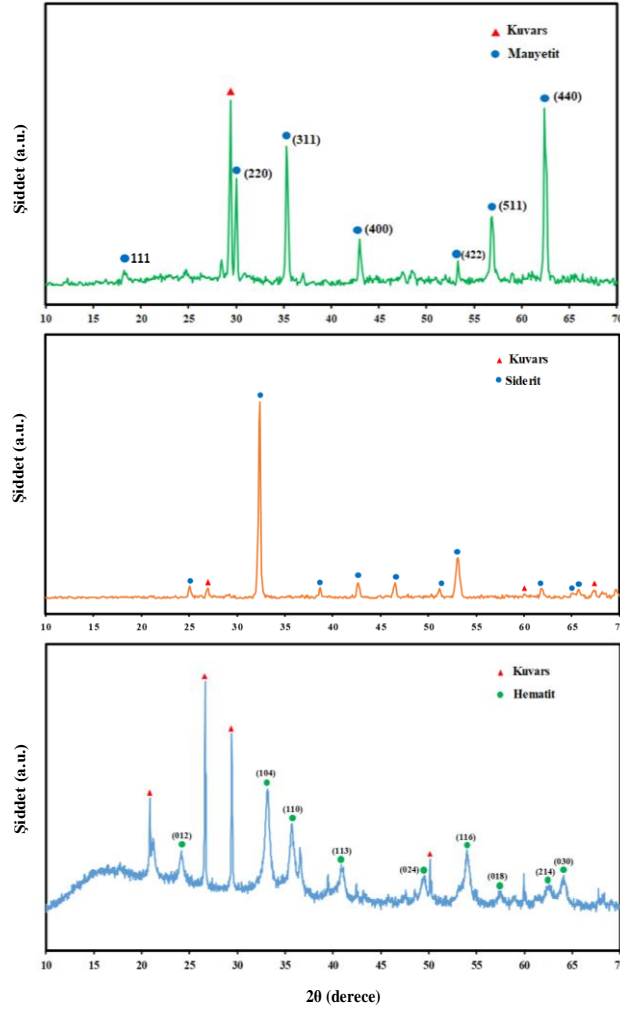 Kuvars
Manyetit
(440)
(311)
(220)
(511)
(400)
(422)
111
Şiddet (a.u.)
10 15 20 25 30 35 40 45 50 55 60 65 70
Kuvars
Siderit
Şiddet (a.u.)
10 15 20 25 30 35 40 45 50 55 60 65 70
Kuvars
Hematit
(104)
(110)
(012)
(116)
(113)
(024)
(030)
(214)
(018)
Şiddet (a.u.)
10 15 20 25 30 35 40 45 50 55 60 65 70
2θ (derece)